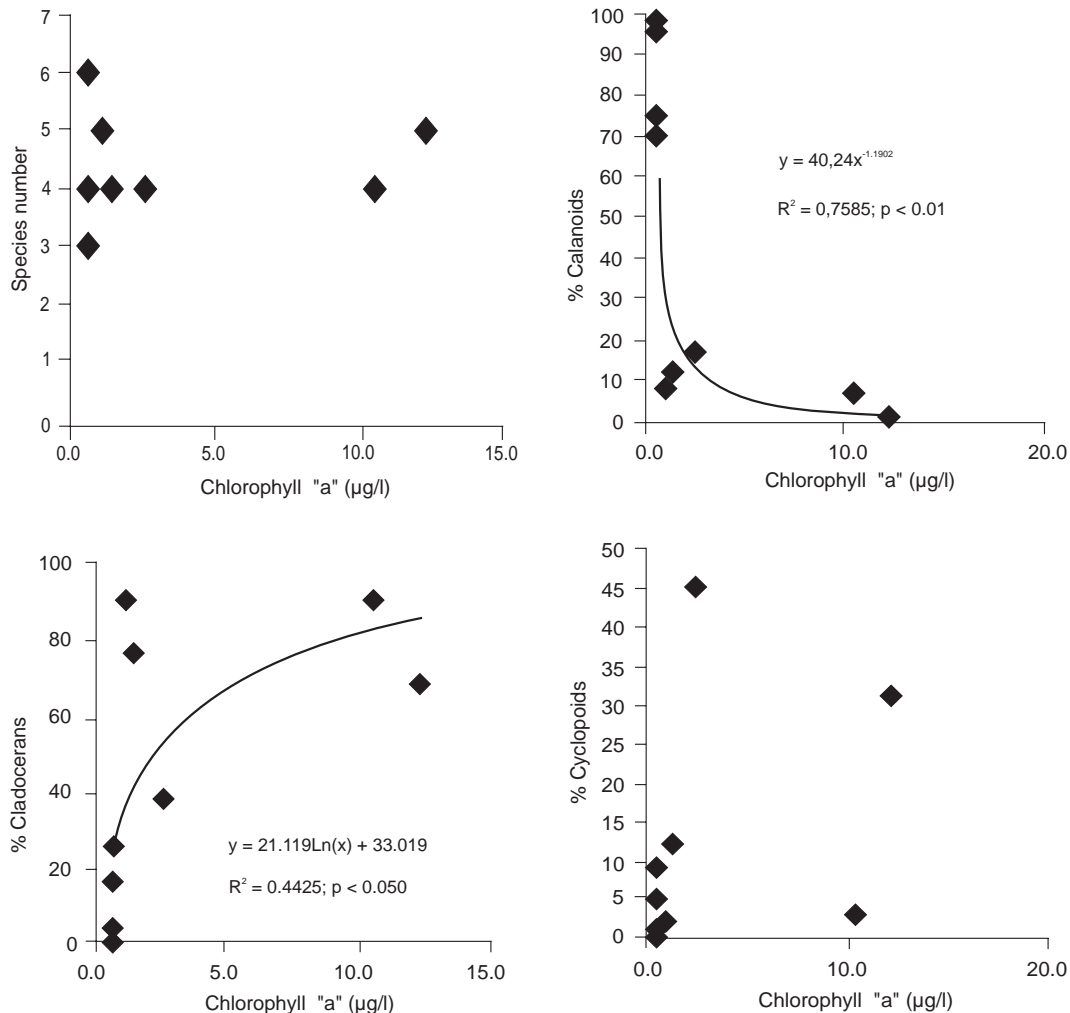 7
6
5
4
3
2
1
0
Species number
0.0 5.0 10.0 15.0
Chlorophyll "a" (µg/l)
100
90
80
70
60
50
40
30
20
10
0
% Calanoids
y = 40,24x^-1.1902
R² = 0,7585; p < 0.01
0.0 10.0 20.0
Chlorophyll "a" (µg/l)
100
80
60
40
20
0
% Cladocerans
y = 21.119Ln(x) + 33.019
R² = 0.4425; p < 0.050
0.0 5.0 10.0 15.0
Chlorophyll "a" (µg/l)
50
45
40
35
30
25
15
10
5
0
% Cyclopoids
0.0 10.0 20.0
Chlorophyll "a" (µg/l)